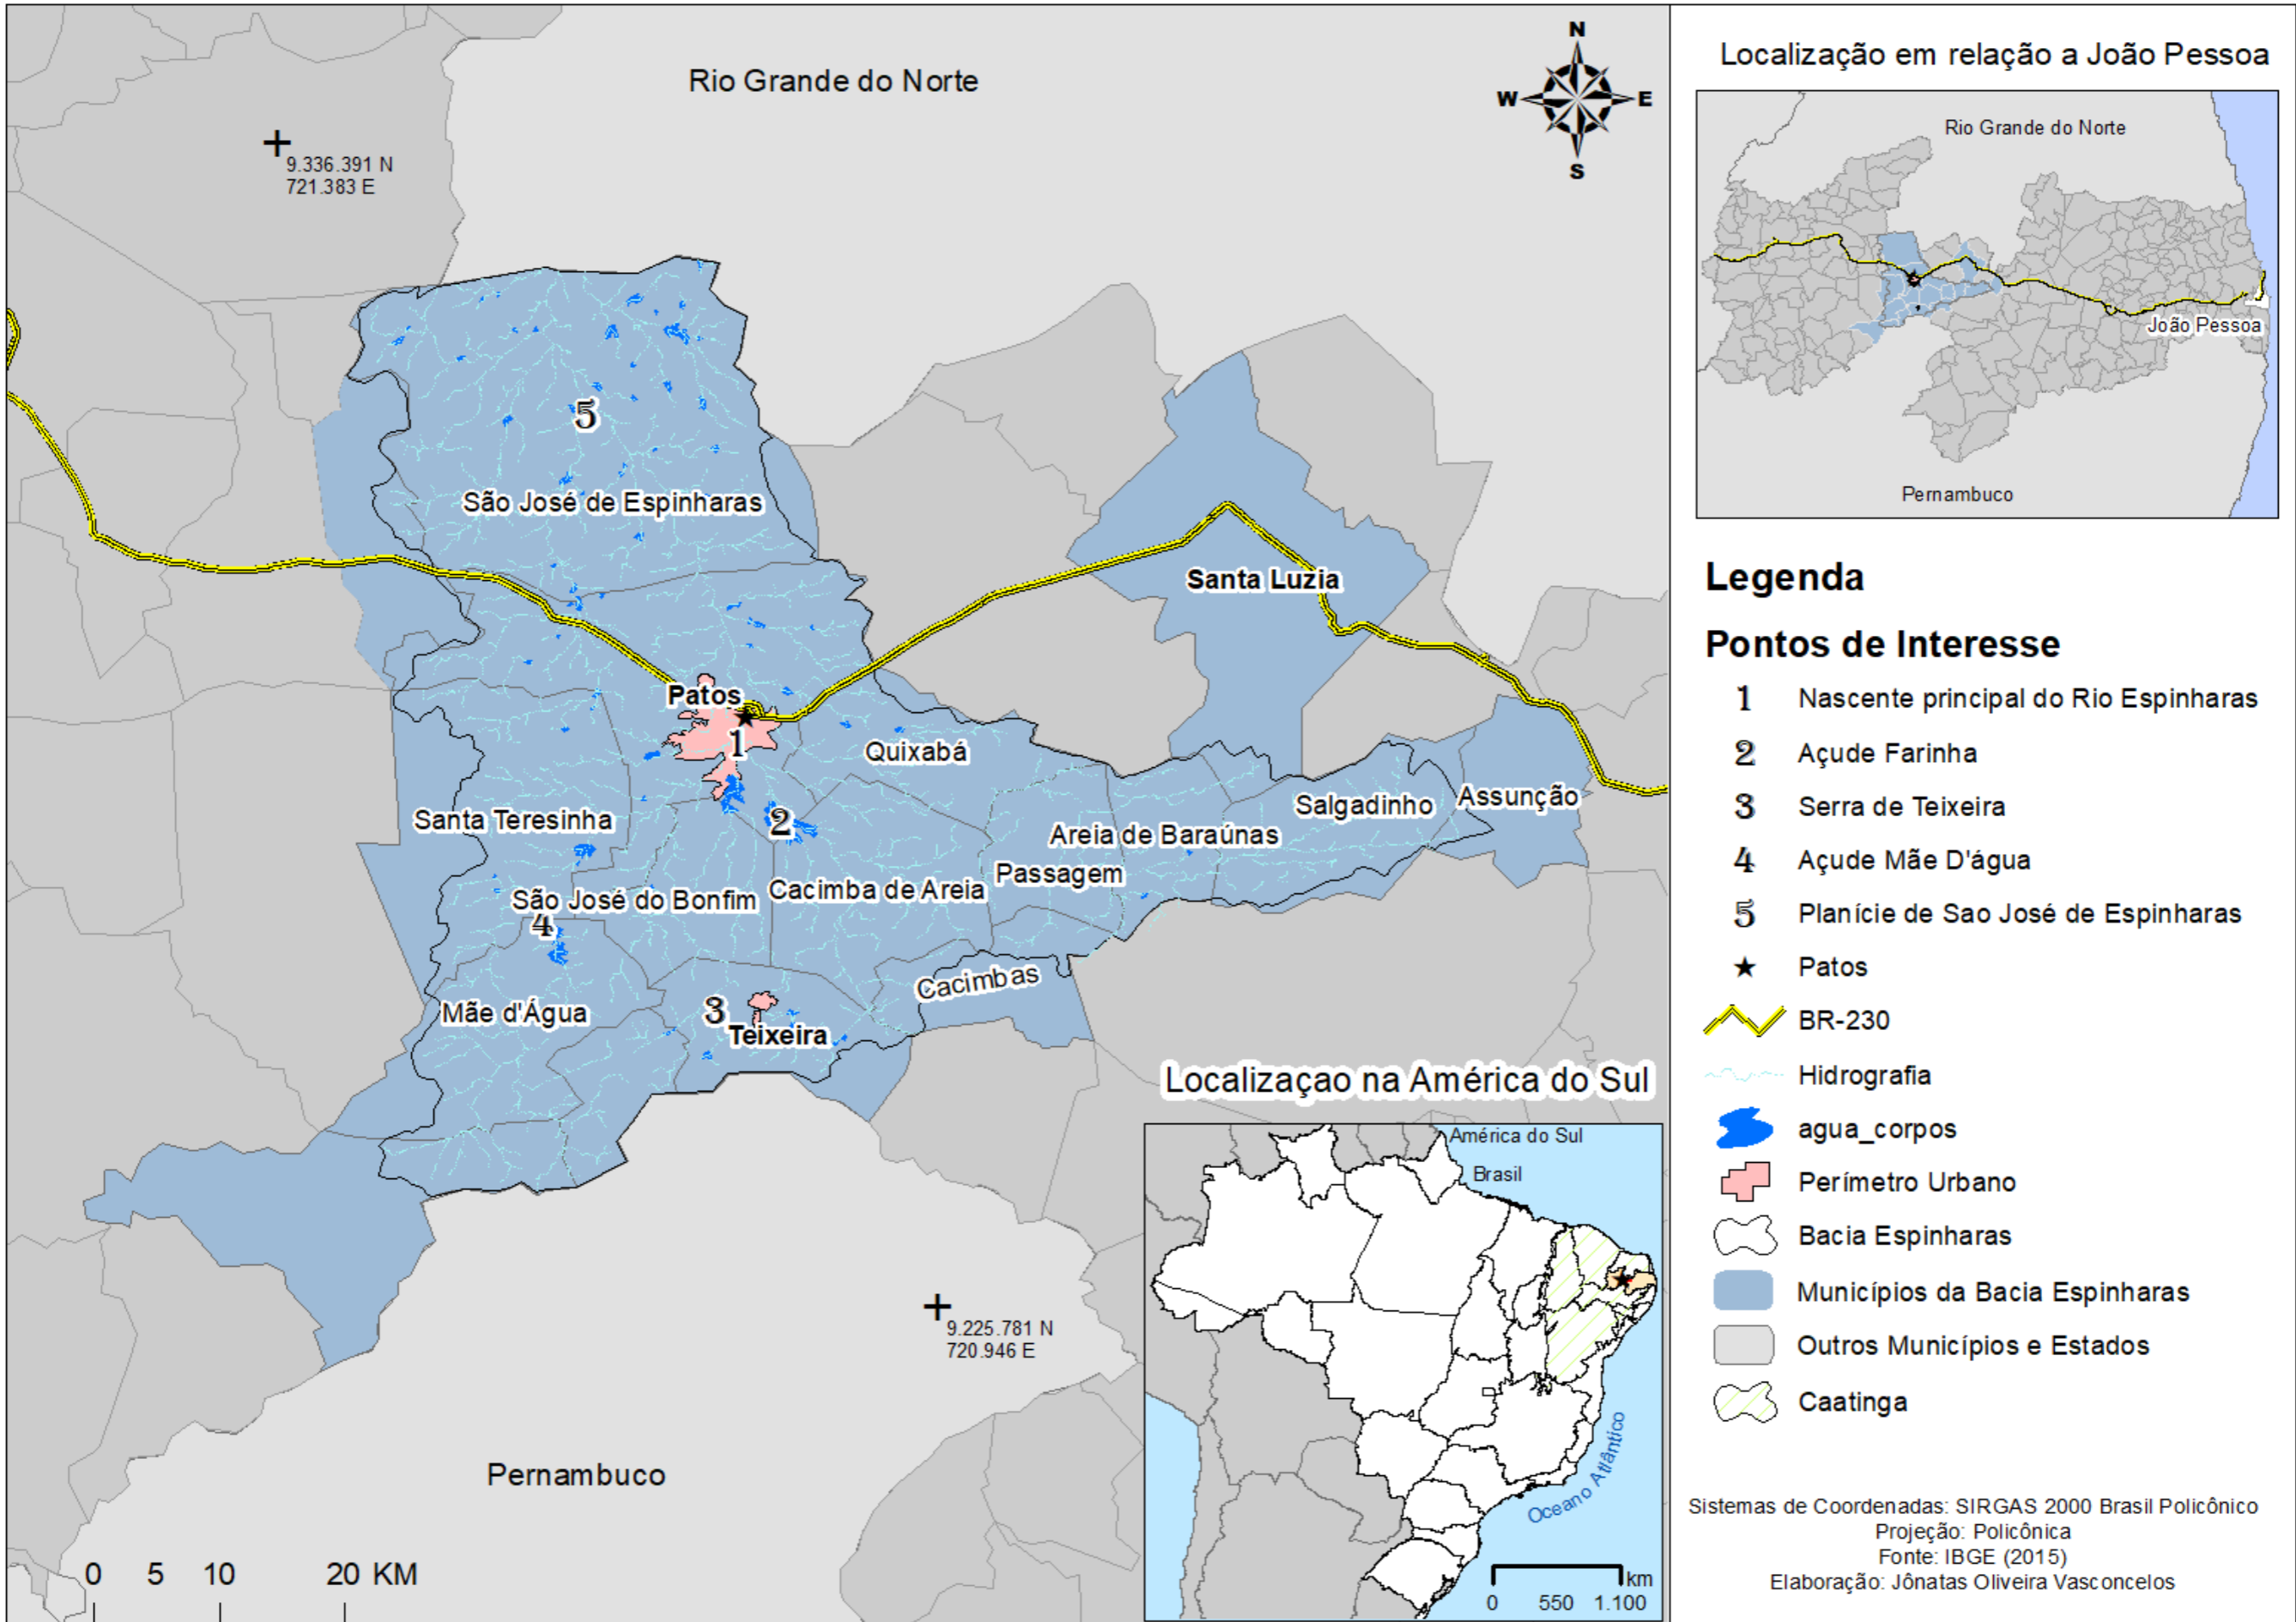 Rio Grande do Norte
N
W
E
S
9.336.391 N
721.383 E
5
São José de Espinharas
Santa Luzia
Patos
1
Quixabá
Santa Teresinha
2
Salgadinho
Assunção
Areia de Baraúnas
Passagem
São José do Bonfim
Cacimba de Areia
4
Cacimbas
Mãe d'Água
3
Teixeira
9.225.781 N
720.946 E
Pernambuco
0 5 10 20 KM
Localizaçao na América do Sul
América do Sul
Brasil
Oceano Atlântico
km
0 550 1.100
Localização em relação a João Pessoa
Rio Grande do Norte
João Pessoa
Pernambuco
Legenda
Pontos de Interesse
1 Nascente principal do Rio Espinharas
2 Açude Farinha
3 Serra de Teixeira
4 Açude Mãe D'água
5 Planície de Sao José de Espinharas
Patos
BR-230
Hidrografia
agua_corpos
Perímetro Urbano
Bacia Espinharas
Municípios da Bacia Espinharas
Outros Municípios e Estados
Caatinga
Sistemas de Coordenadas: SIRGAS 2000 Brasil Policônico
Projeção: Policônica
Fonte: IBGE (2015)
Elaboração: Jônatas Oliveira Vasconcelos